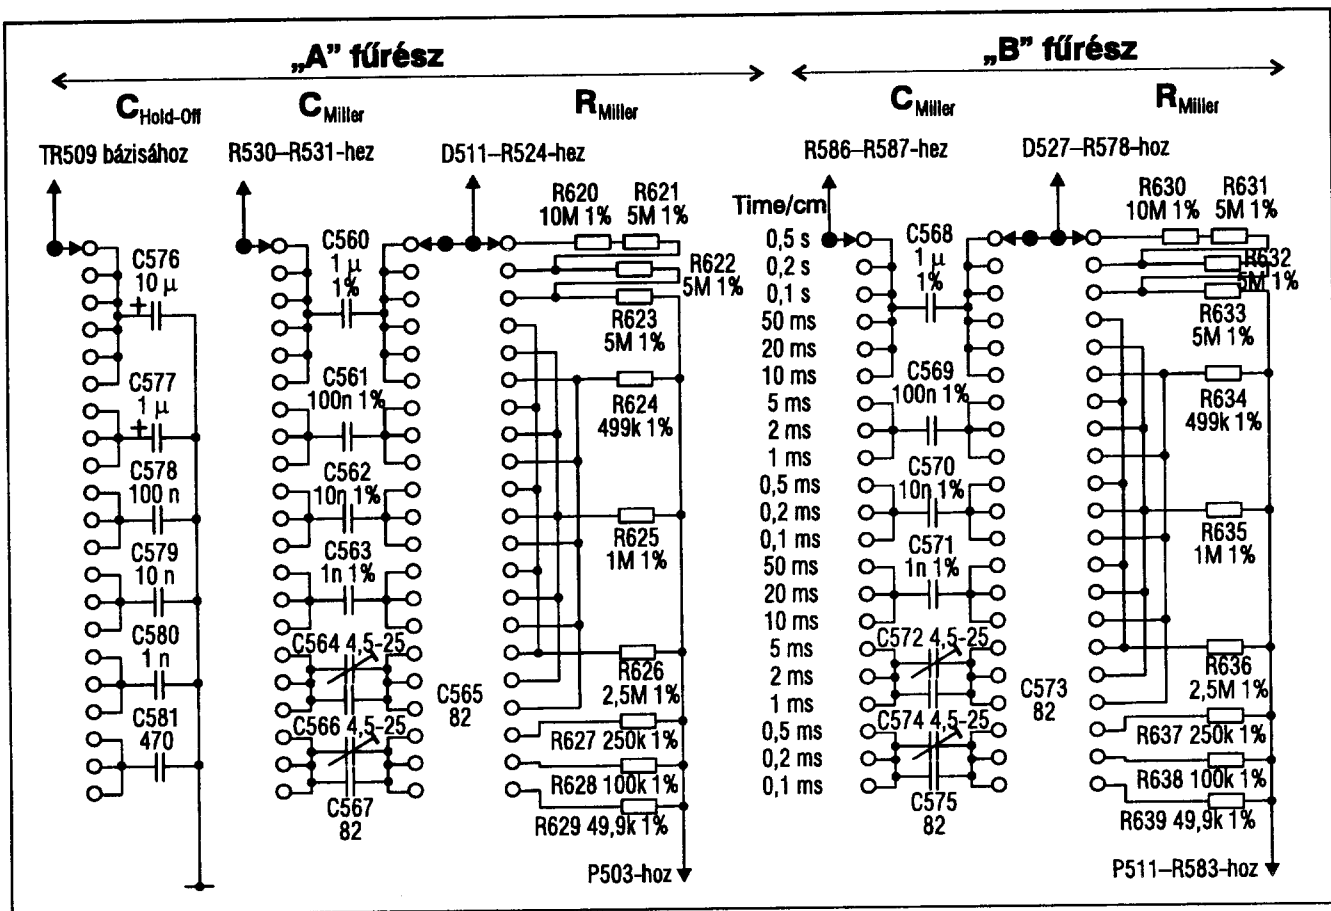 „A” fűrész
C Hold-Off
C Miller
R Miller
TR509 bázisához
R530–R531-hez
D511–R524-hez
C576
10 µ
+
C577
1 µ
+
C578
100 n
C579
10 n
C580
1 n
C581
470
C560
1 µ
1%
C561
100n 1%
C562
10n 1%
C563
1n 1%
C564 4,5-25
C565
82
C566 4,5-25
C567
82
R620
10M 1%
R621
5M 1%
R622
5M 1%
R623
5M 1%
R624
499k 1%
R625
1M 1%
R626
2,5M 1%
R627 250k 1%
R628 100k 1%
R629 49,9k 1%
P503-hoz
„B” fűrész
C Miller
R Miller
R586–R587-hez
D527–R578-hoz
Time/cm
0,5 s
0,2 s
0,1 s
50 ms
20 ms
10 ms
5 ms
2 ms
1 ms
0,5 ms
0,2 ms
0,1 ms
50 ms
20 ms
10 ms
5 ms
2 ms
1 ms
0,5 ms
0,2 ms
0,1 ms
C568
1 µ
1%
C569
100n 1%
C570
10n 1%
C571
1n 1%
C572 4,5-25
C573
82
C574 4,5-25
C575
82
R630
10M 1%
R631
5M 1%
R632
5M 1%
R633
5M 1%
R634
499k 1%
R635
1M 1%
R636
2,5M 1%
R637 250k 1%
R638 100k 1%
R639 49,9k 1%
P511–R583-hoz